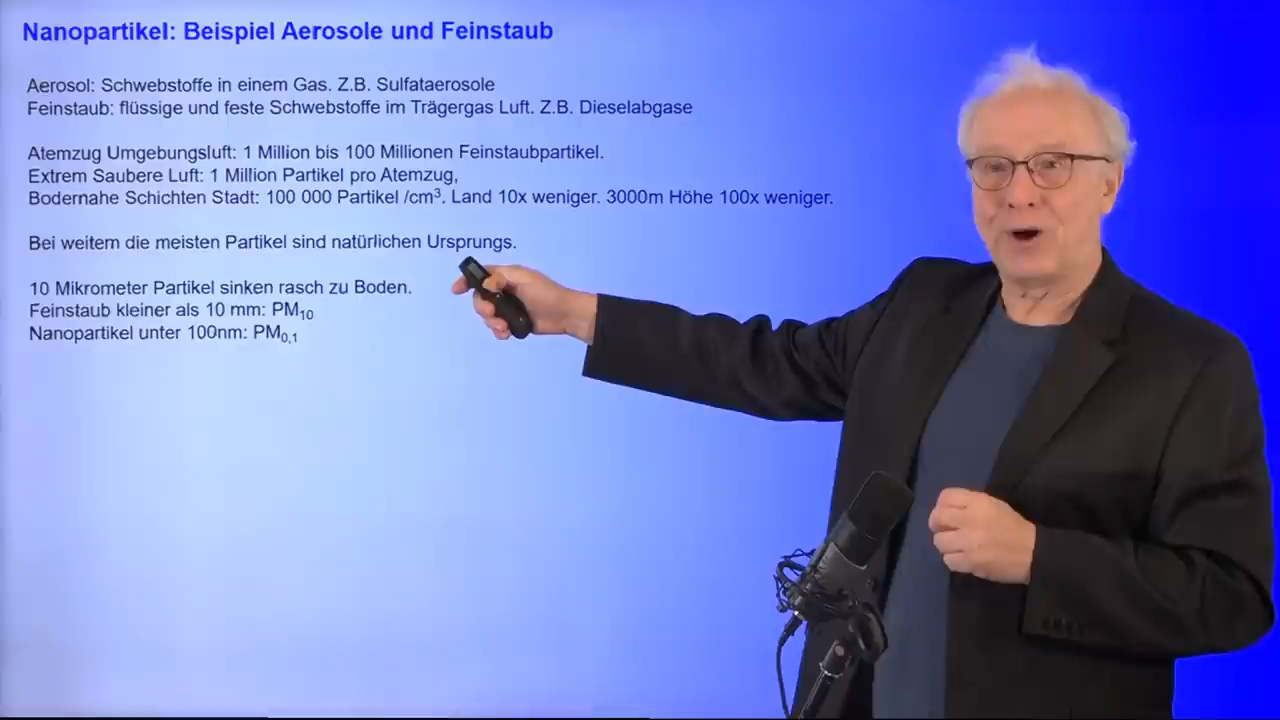 Nanopartikel: Beispiel Aerosole und Feinstaub
Aerosol: Schwebstoffe in einem Gas. Z.B. Sulfataerosole
Feinstaub: flüssige und feste Schwebstoffe im Trägergas Luft. Z.B. Dieselabgase
Atemzug Umgebungsluft: 1 Million bis 100 Millionen Feinstaubpartikel.
Extrem Saubere Luft: 1 Million Partikel pro Atemzug,
Bodernahe Schichten Stadt: 100 000 Partikel /cm³. Land 10x weniger. 3000m Höhe 100x weniger.
Bei weitem die meisten Partikel sind natürlichen Ursprungs.
10 Mikrometer Partikel sinken rasch zu Boden.
Feinstaub kleiner als 10 mm: PM₁₀
Nanopartikel unter 100nm: PM₀,₁